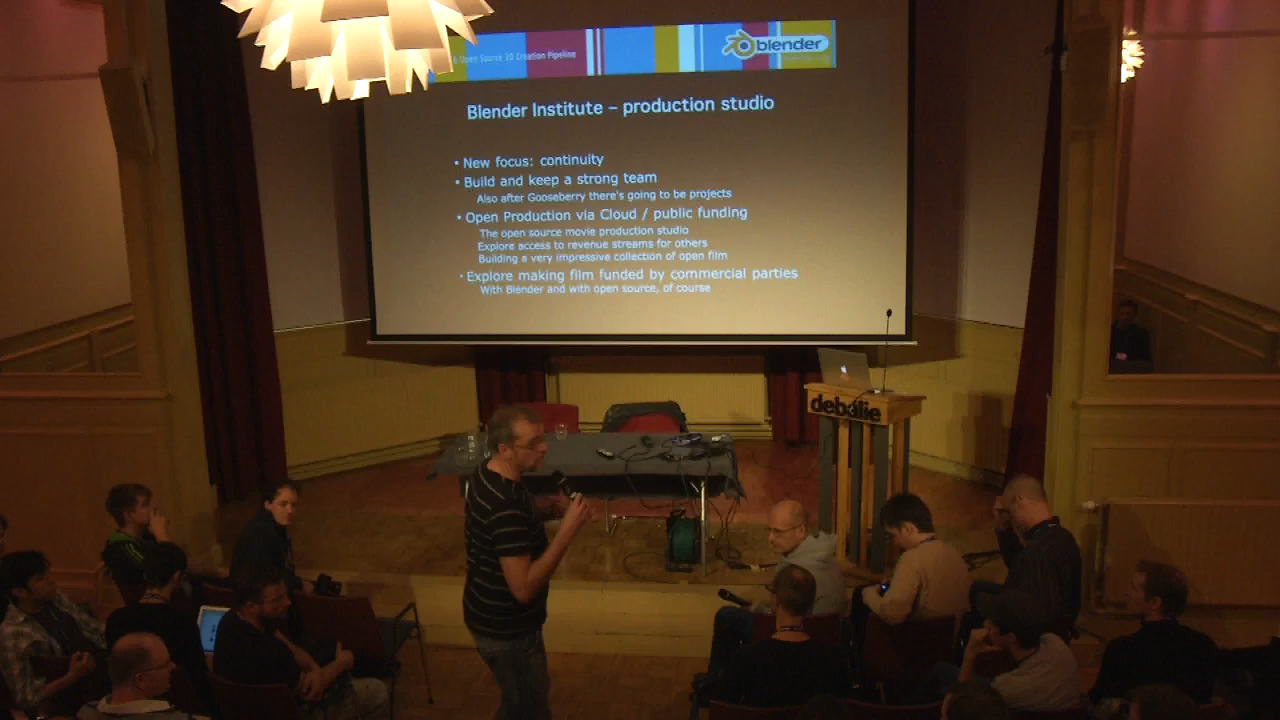 & Open Source 3D Creation Pipeline
blender
Blender Institute – production studio
• New focus: continuity
• Build and keep a strong team
Also after Gooseberry there's going to be projects
• Open Production via Cloud / public funding
The open source movie production studio
Explore access to revenue streams for others
Building a very impressive collection of open film
• Explore making film funded by commercial parties
With Blender and with open source, of course
debalie